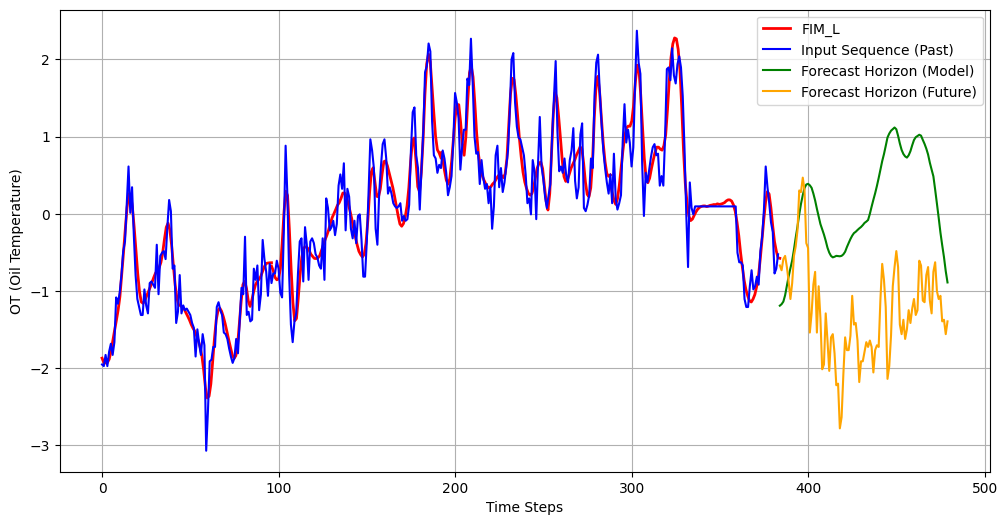 FIM_L
Input Sequence (Past)
Forecast Horizon (Model)
Forecast Horizon (Future)
OT (Oil Temperature)
2
1
0
−1
−2
−3
0 100 200 300 400 500
Time Steps